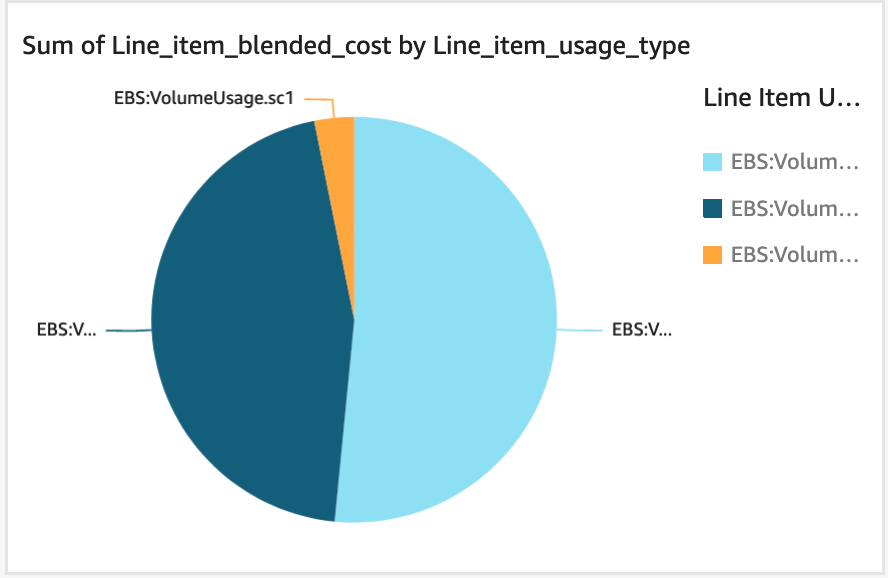 Sum of Line_item_blended_cost by Line_item_usage_type
EBS:VolumeUsage.sc1
EBS:V...
EBS:V...
Line Item U...
EBS:Volum...
EBS:Volum...
EBS:Volum...